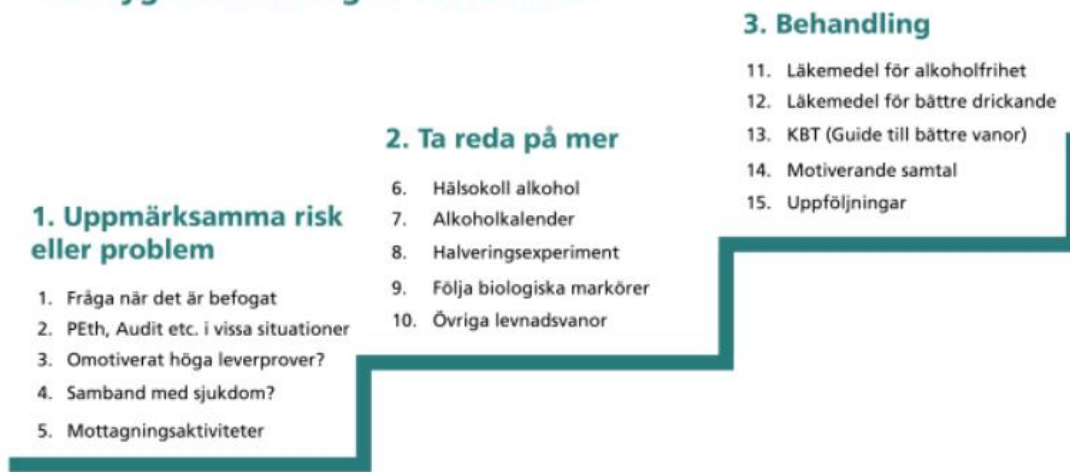 1. Uppmärksamma risk
eller problem
1. Fråga när det är befogat
2. PEth, Audit etc. i vissa situationer
3. Omotiverat höga leverprover?
4. Samband med sjukdom?
5. Mottagningsaktiviteter
2. Ta reda på mer
6. Hälsokoll alkohol
7. Alkoholkalender
8. Halveringsexperiment
9. Följa biologiska markörer
10. Övriga levnadsvanor
3. Behandling
11. Läkemedel för alkoholfrihet
12. Läkemedel för bättre drickande
13. KBT (Guide till bättre vanor)
14. Motiverande samtal
15. Uppföljningar